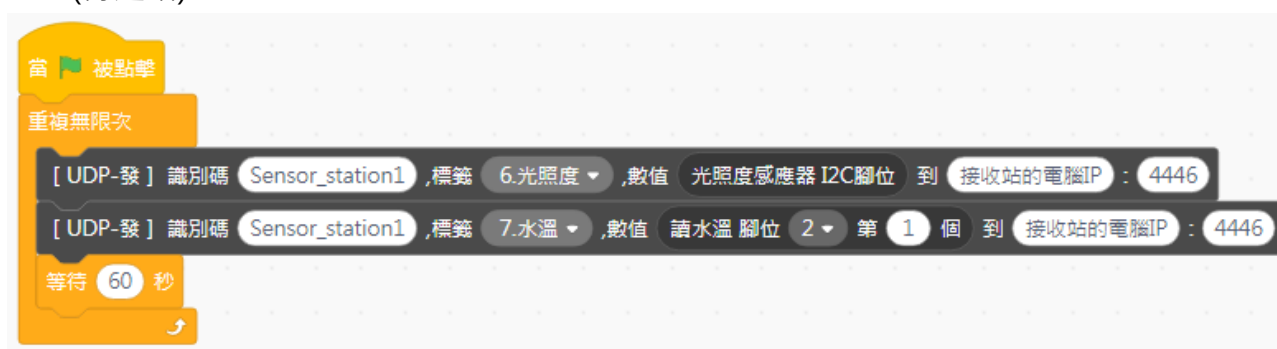 當 被點擊
重複無限次
[ UDP-發 ] 識別碼 Sensor_station1 ,標籤 6.光照度 ,數值 光照度感應器 I2C腳位 到 接收站的電腦IP : 4446
[ UDP-發 ] 識別碼 Sensor_station1 ,標籤 7.水溫 ,數值 讀水溫 腳位 2 第 1 個 到 接收站的電腦IP : 4446
等待 60 秒